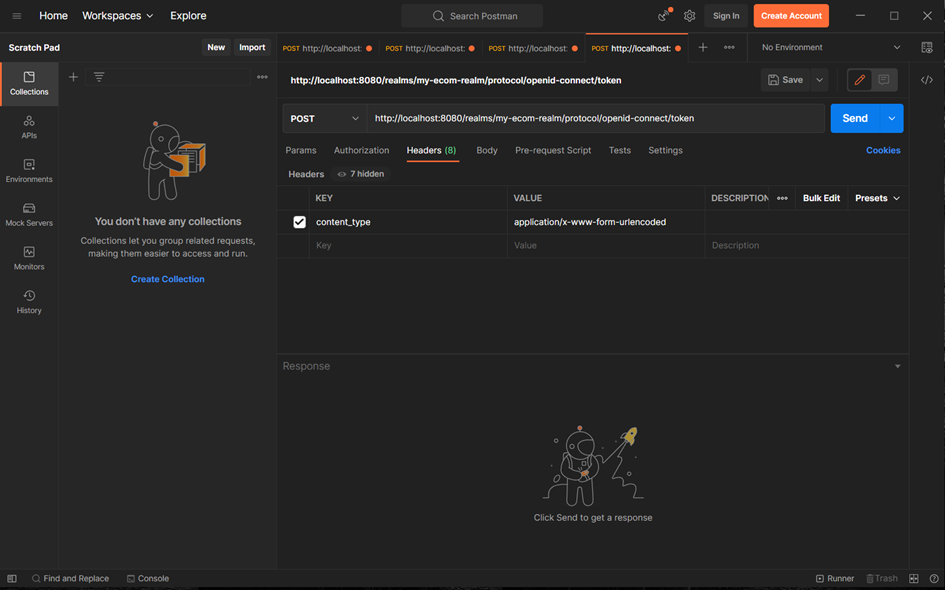 Home Workspaces Explore Search Postman Sign In Create Account
Scratch Pad New Import POST http://localhost: POST http://localhost: POST http://localhost: POST http://localhost: No Environment
Collections
APIs
Environments
Mock Servers
Monitors
History
You don't have any collections
Collections let you group related requests,
making them easier to access and run.
Create Collection
http://localhost:8080/realms/my-ecom-realm/protocol/openid-connect/token Save
POST http://localhost:8080/realms/my-ecom-realm/protocol/openid-connect/token Send
Params Authorization Headers (8) Body Pre-request Script Tests Settings Cookies
Headers 7 hidden
KEY VALUE DESCRIPTION Bulk Edit Presets
content_type application/x-www-form-urlencoded
Key Value Description
Response
Click Send to get a response
Find and Replace Console Runner Trash